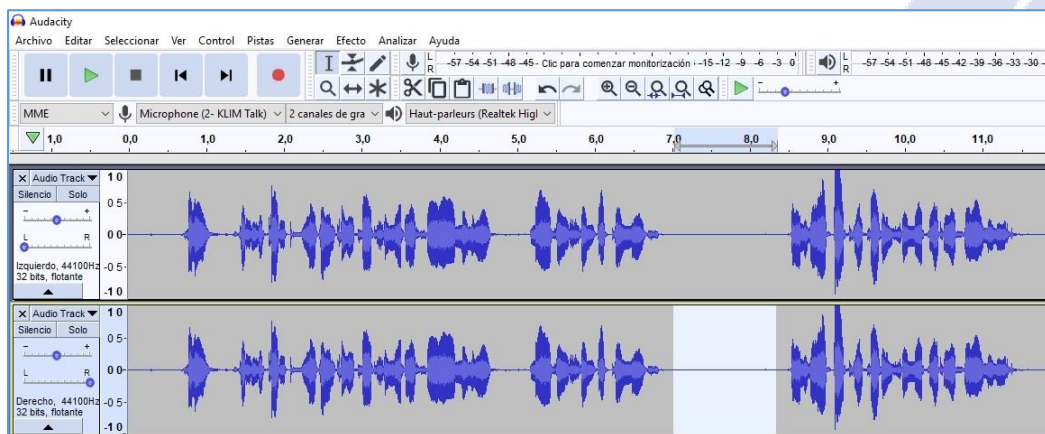 Audacity
Archivo Editar Seleccionar Ver Control Pistas Generar Efecto Analizar Ayuda
L R -57 -54 -51 -48 -45 - Clic para comenzar monitorización -15 -12 -9 -6 -3 0 L R -57 -54 -51 -48 -45 -42 -39 -36 -33 -30
MME Microphone (2- KLIM Talk) 2 canales de gra Haut-parleurs (Realtek Higl
1,0 0,0 1,0 2,0 3,0 4,0 5,0 6,0 7,0 8,0 9,0 10,0 11,0
X Audio Track 1 0
Silencio Solo
0 5-
- +
L R
0 0-
Izquierdo, 44100Hz
-0 5-
32 bits, flotante
-1 0
X Audio Track 1 0
Silencio Solo
0 5-
- +
L R
0 0-
Derecho, 44100Hz
-0 5-
32 bits, flotante
-1 0